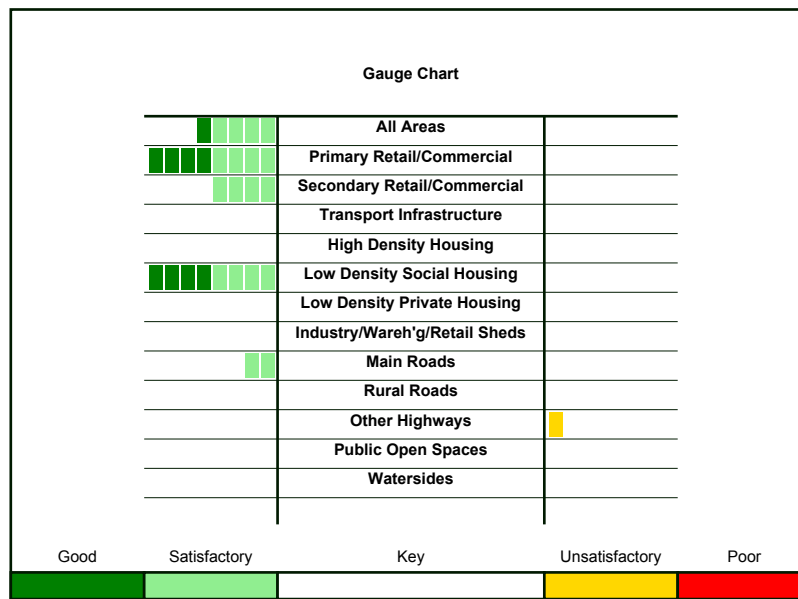 Gauge Chart
All Areas
Primary Retail/Commercial
Secondary Retail/Commercial
Transport Infrastructure
High Density Housing
Low Density Social Housing
Low Density Private Housing
Industry/Wareh'g/Retail Sheds
Main Roads
Rural Roads
Other Highways
Public Open Spaces
Watersides
Good Satisfactory Key Unsatisfactory Poor